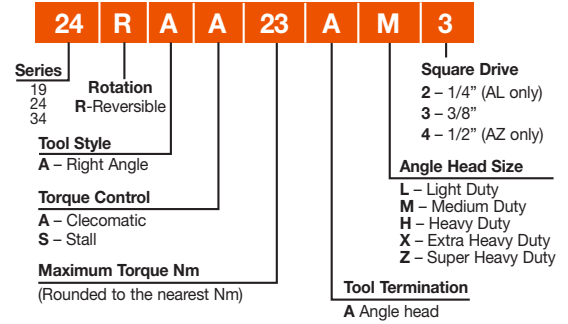 24 R A A 23 A M 3
Series
19
24
34
Rotation
R-Reversible
Tool Style
A – Right Angle
Torque Control
A – Clecomatic
S – Stall
Maximum Torque Nm
(Rounded to the nearest Nm)
Square Drive
2 – 1/4” (AL only)
3 – 3/8”
4 – 1/2” (AZ only)
Angle Head Size
L – Light Duty
M – Medium Duty
H – Heavy Duty
X – Extra Heavy Duty
Z – Super Heavy Duty
Tool Termination
A Angle head